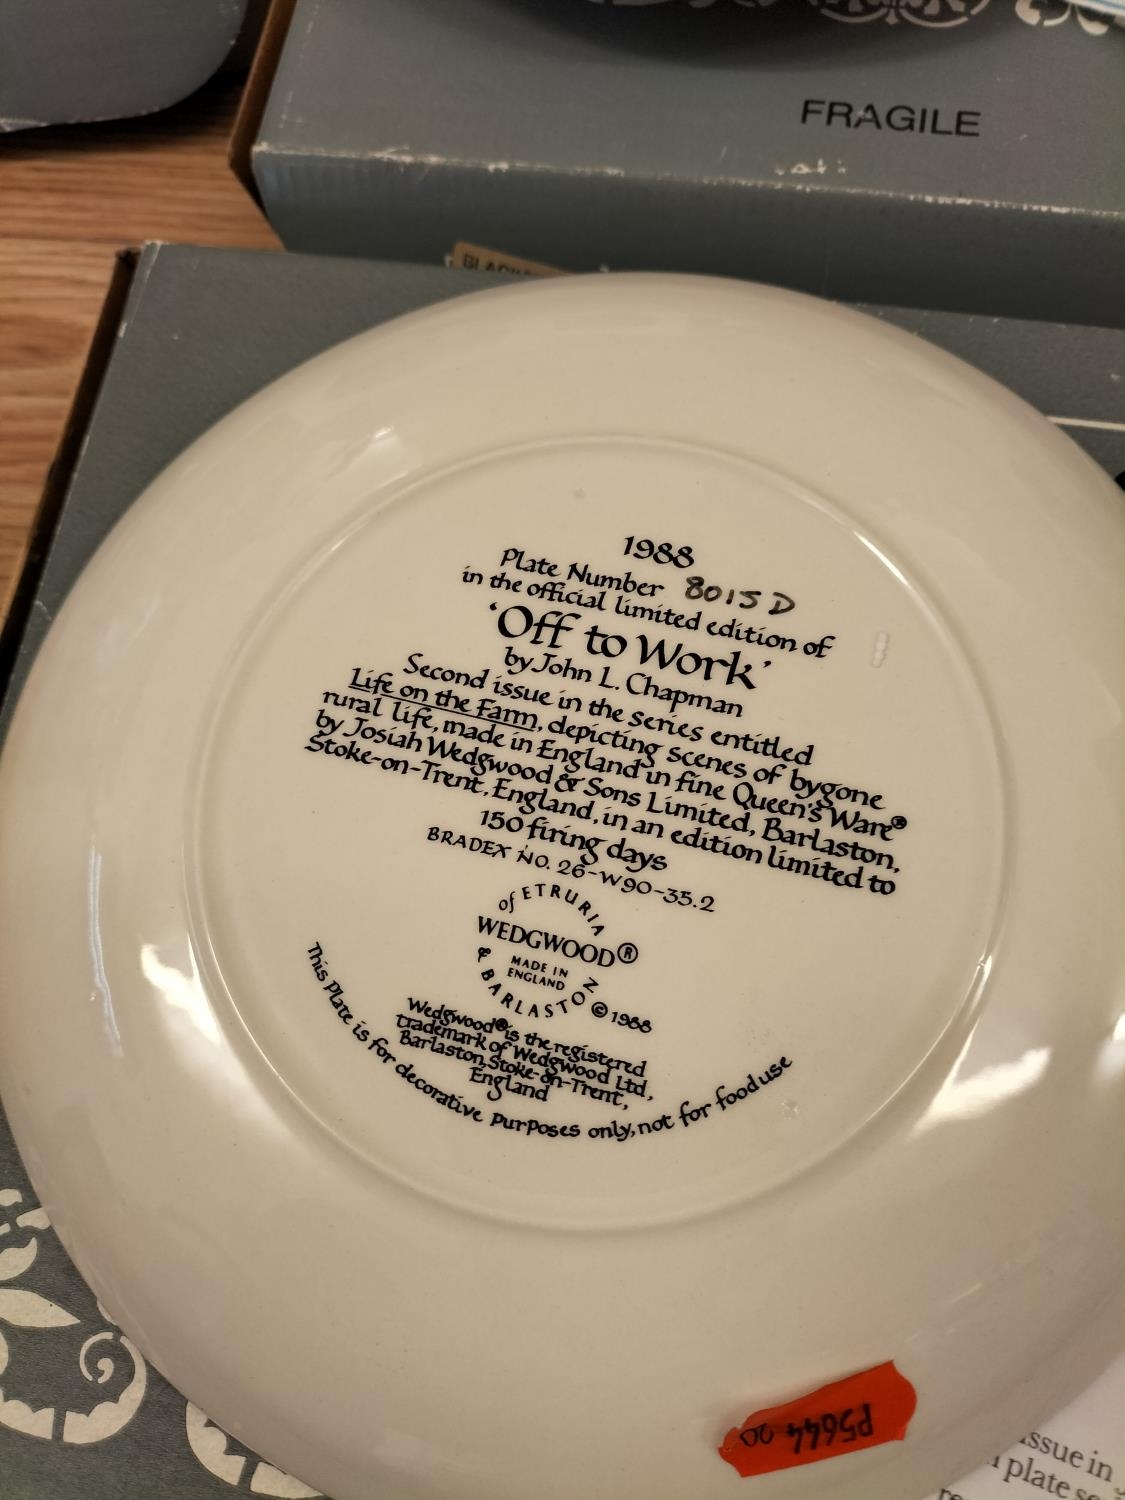 FRAGILE
1988
Plate Number 8015 D
in the official limited edition of
'Off to Work'
by John L. Chapman
Second issue in the series entitled
Life on the Farm, depicting scenes of bygone
rural life, made in England in fine Queen's Ware®
by Josiah Wedgwood & Sons Limited, Barlaston,
Stoke-on-Trent, England, in an edition limited to
150 firing days
BRADEX NO. 26-W90-35.2
of ETRURIA
WEDGWOOD®
MADE IN
ENGLAND
& BARLASTON © 1988
Wedgwood® is the registered
trademark of Wedgwood Ltd,
Barlaston, Stoke-on-Trent,
England
This Plate is for decorative purposes only, not for food use
P5644
issue in
plate